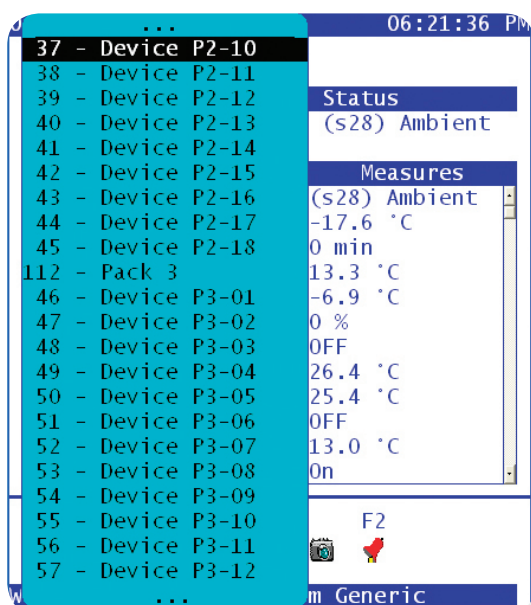 ...
06:21:36 PM
37 - Device P2-10
38 - Device P2-11
39 - Device P2-12
Status
40 - Device P2-13
(s28) Ambient
41 - Device P2-14
42 - Device P2-15
Measures
43 - Device P2-16
(s28) Ambient
44 - Device P2-17
-17.6 °C
45 - Device P2-18
0 min
112 - Pack 3
13.3 °C
46 - Device P3-01
-6.9 °C
47 - Device P3-02
0 %
48 - Device P3-03
OFF
49 - Device P3-04
26.4 °C
50 - Device P3-05
25.4 °C
51 - Device P3-06
OFF
52 - Device P3-07
13.0 °C
53 - Device P3-08
On
54 - Device P3-09
55 - Device P3-10
F2
56 - Device P3-11
57 - Device P3-12
...
m Generic